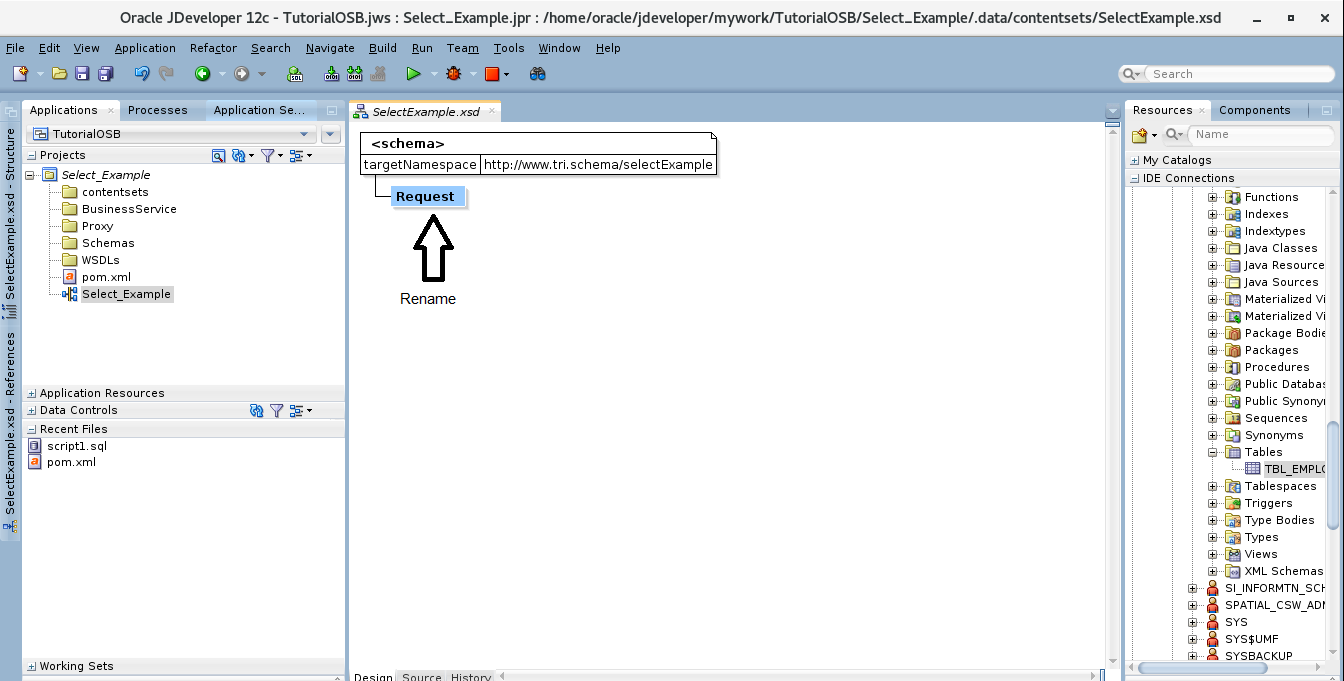 Oracle JDeveloper 12c - TutorialOSB.jws : Select_Example.jpr : /home/oracle/jdeveloper/mywork/TutorialOSB/Select_Example/.data/contentsets/SelectExample.xsd
File Edit View Application Refactor Search Navigate Build Run Team Tools Window Help
Search
Applications Processes Application Se...
TutorialOSB
Projects
Select_Example
contentsets
BusinessService
Proxy
Schemas
WSDLs
pom.xml
Select_Example
Application Resources
Data Controls
Recent Files
script1.sql
pom.xml
Working Sets
SelectExample.xsd - Structure
SelectExample.xsd - References
SelectExample.xsd
<schema>
targetNamespace http://www.tri.schema/selectExample
Request
Rename
Design Source History
Resources Components
Name
My Catalogs
IDE Connections
Functions
Indexes
Indextypes
Java Classes
Java Resource
Java Sources
Materialized Vi
Materialized Vi
Package Bodie
Packages
Procedures
Public Databas
Public Synonyr
Sequences
Synonyms
Tables
TBL_EMPLO
Tablespaces
Triggers
Type Bodies
Types
Views
XML Schemas
SI_INFORMTN_SCH
SPATIAL_CSW_ADM
SYS
SYS$UMF
SYSBACKUP